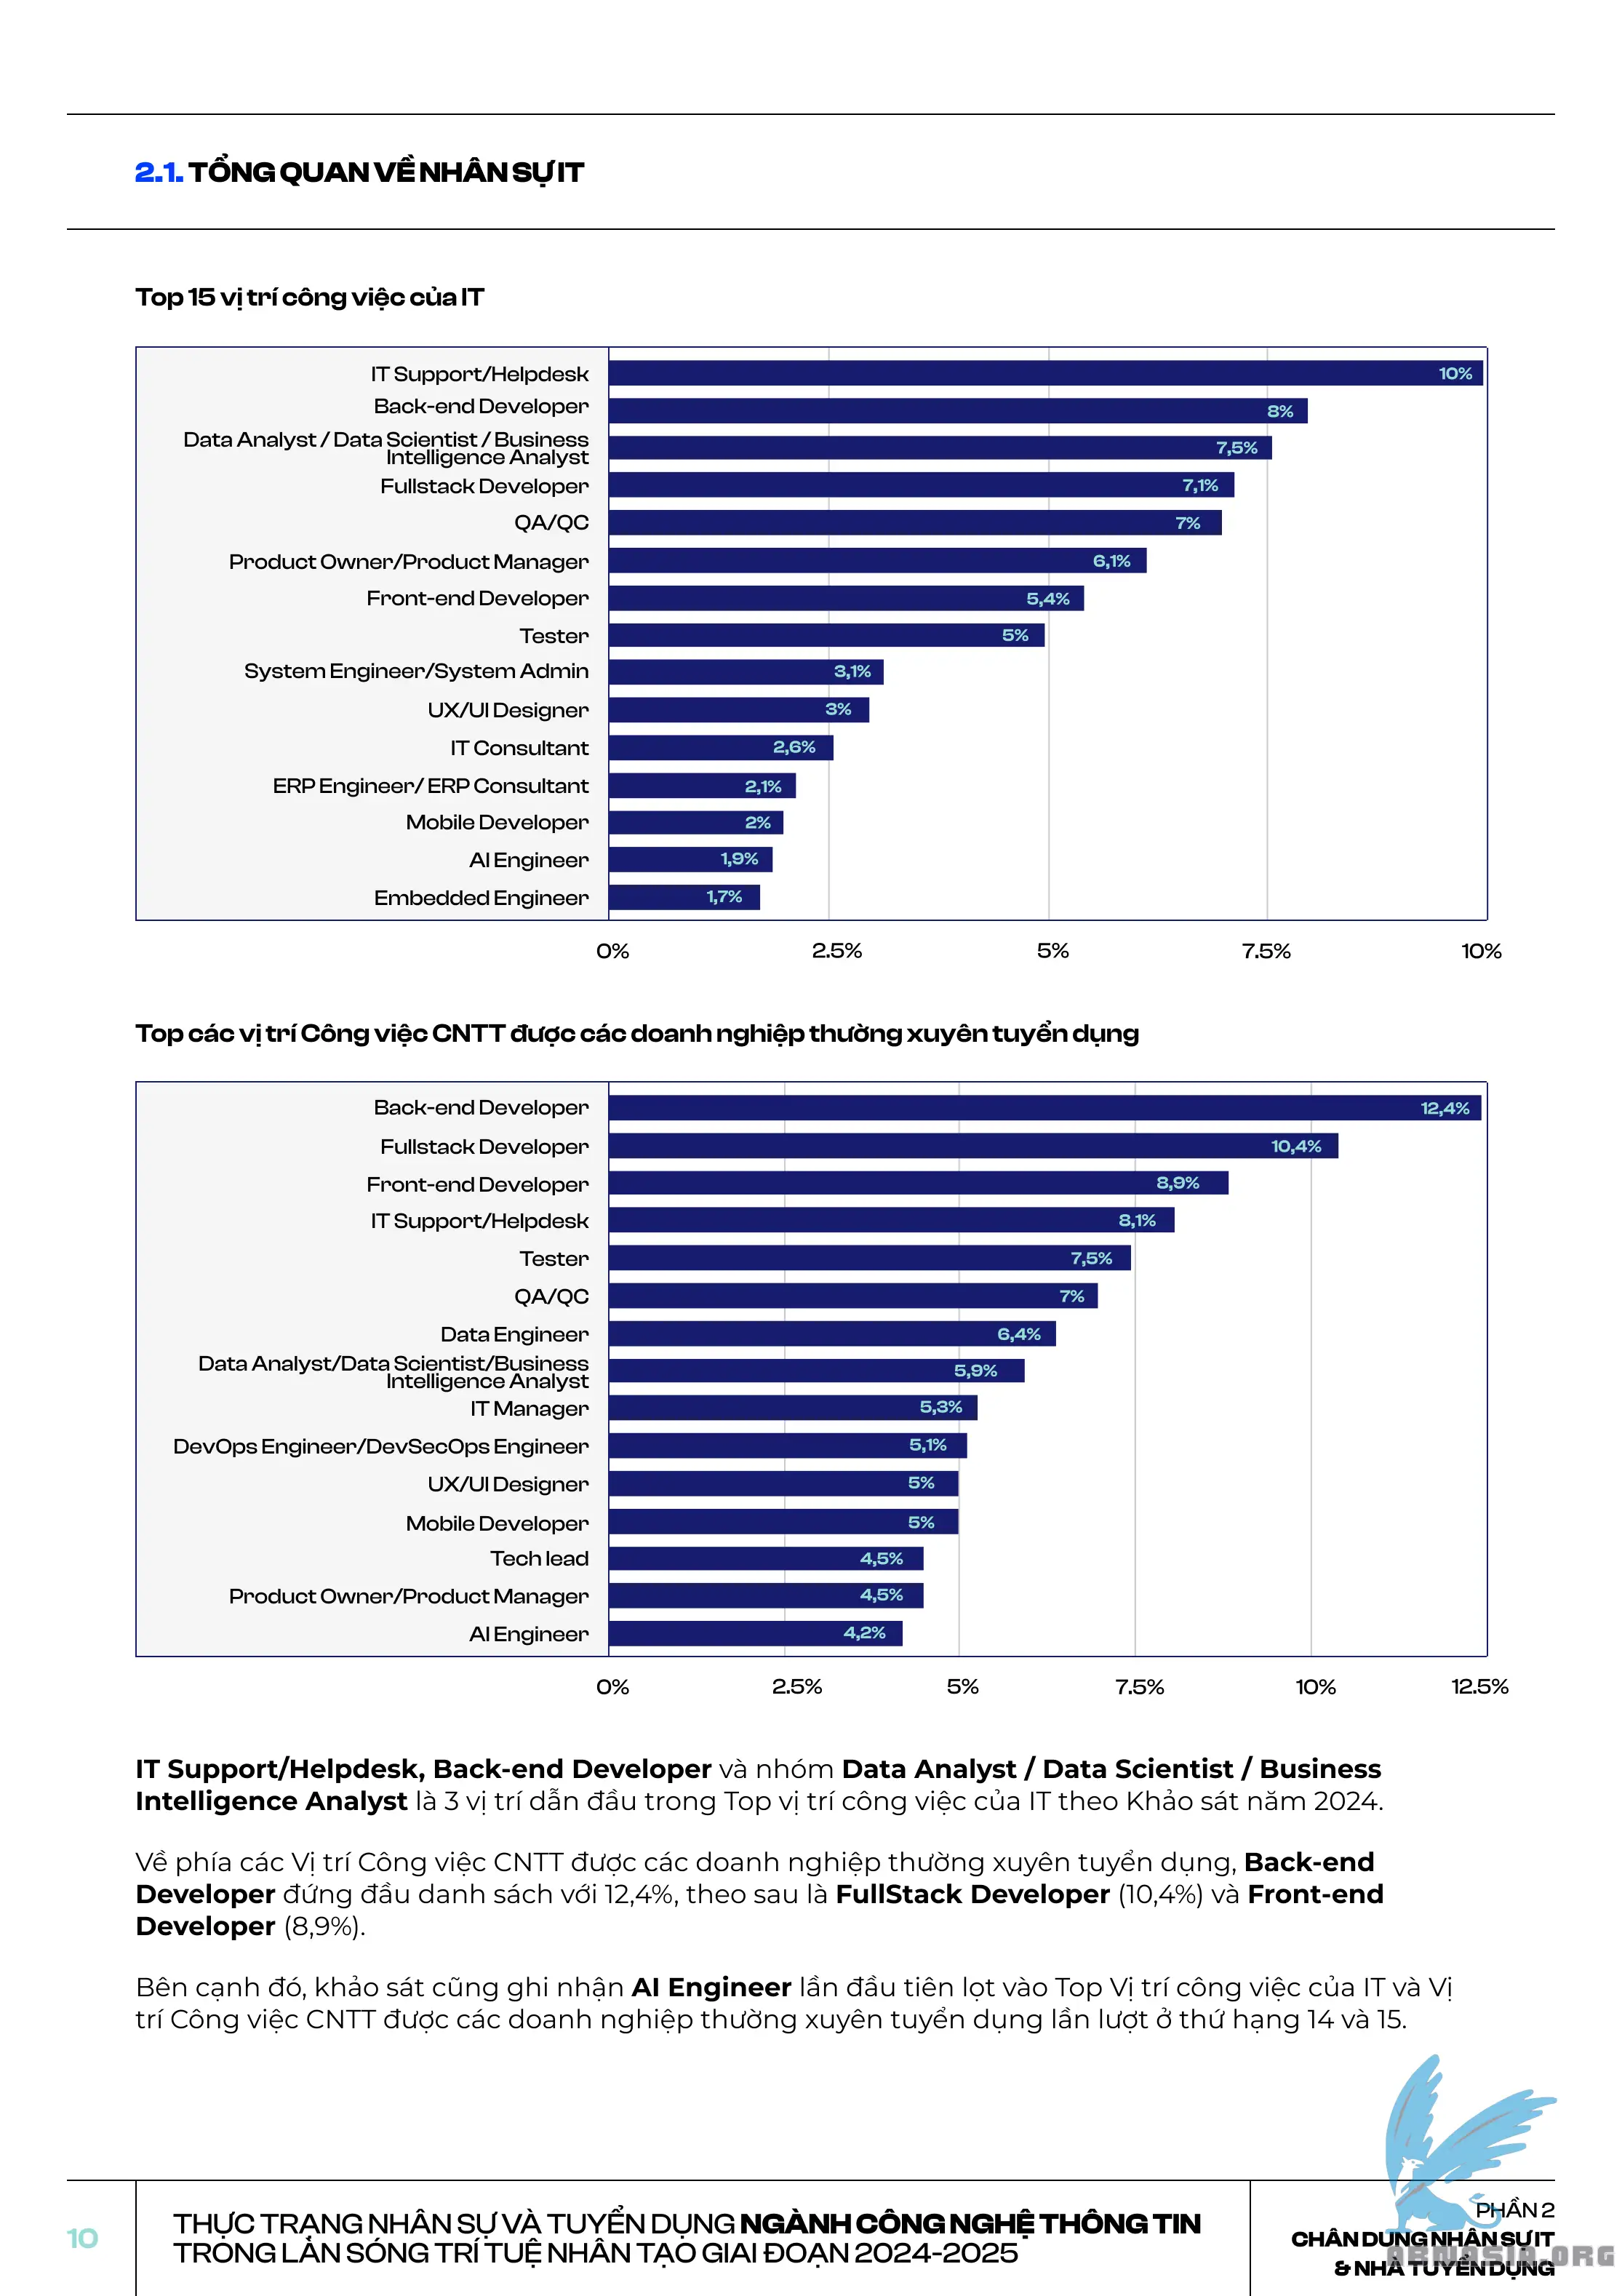 2.1. TỔNG QUAN VỀ NHÂN SỰ IT
Top 15 vị trí công việc của IT
IT Support/Helpdesk 10%
Back-end Developer 8%
Data Analyst / Data Scientist / Business
Intelligence Analyst 7,5%
Fullstack Developer 7,1%
QA/QC 7%
Product Owner/Product Manager 6,1%
Front-end Developer 5,4%
Tester 5%
System Engineer/System Admin 3,1%
UX/UI Designer 3%
IT Consultant 2,6%
ERP Engineer/ ERP Consultant 2,1%
Mobile Developer 2%
AI Engineer 1,9%
Embedded Engineer 1,7%
0% 2.5% 5% 7.5% 10%
Top các vị trí Công việc CNTT được các doanh nghiệp thường xuyên tuyển dụng
Back-end Developer 12,4%
Fullstack Developer 10,4%
Front-end Developer 8,9%
IT Support/Helpdesk 8,1%
Tester 7,5%
QA/QC 7%
Data Engineer 6,4%
Data Analyst/Data Scientist/Business
Intelligence Analyst 5,9%
IT Manager 5,3%
DevOps Engineer/DevSecOps Engineer 5,1%
UX/UI Designer 5%
Mobile Developer 5%
Tech lead 4,5%
Product Owner/Product Manager 4,5%
AI Engineer 4,2%
0% 2.5% 5% 7.5% 10% 12.5%
IT Support/Helpdesk, Back-end Developer và nhóm Data Analyst / Data Scientist / Business
Intelligence Analyst là 3 vị trí dẫn đầu trong Top vị trí công việc của IT theo Khảo sát năm 2024.
Về phía các Vị trí Công việc CNTT được các doanh nghiệp thường xuyên tuyển dụng, Back-end
Developer đứng đầu danh sách với 12,4%, theo sau là FullStack Developer (10,4%) và Front-end
Developer (8,9%).
Bên cạnh đó, khảo sát cũng ghi nhận AI Engineer lần đầu tiên lọt vào Top Vị trí công việc của IT và Vị
trí Công việc CNTT được các doanh nghiệp thường xuyên tuyển dụng lần lượt ở thứ hạng 14 và 15.
10
THỰC TRẠNG NHÂN SỰ VÀ TUYỂN DỤNG NGÀNH CÔNG NGHỆ THÔNG TIN
TRONG LÀN SÓNG TRÍ TUỆ NHÂN TẠO GIAI ĐOẠN 2024-2025
PHẦN 2
CHÂN DUNG NHÂN SỰ IT
& NHÀ TUYỂN DỤNG
ARMASIA.ORG